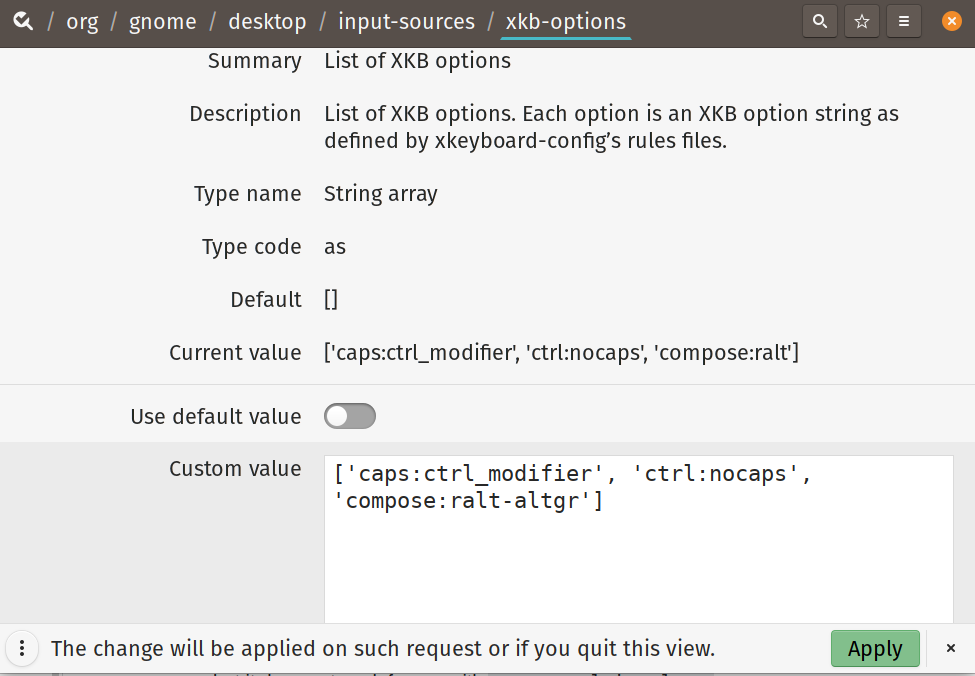 / org / gnome / desktop / input-sources / xkb-options
Summary List of XKB options
Description List of XKB options. Each option is an XKB option string as
defined by xkeyboard-config’s rules files.
Type name String array
Type code as
Default []
Current value ['caps:ctrl_modifier', 'ctrl:nocaps', 'compose:ralt']
Use default value
Custom value ['caps:ctrl_modifier', 'ctrl:nocaps',
'compose:ralt-altgr']
The change will be applied on such request or if you quit this view. Apply